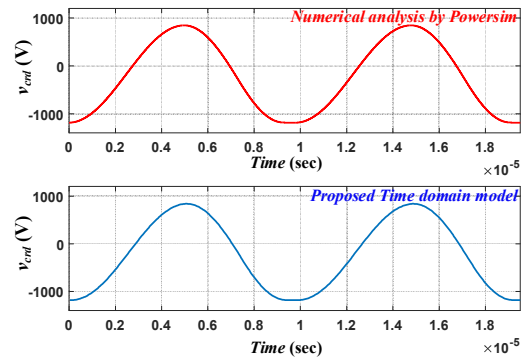 Numerical analysis by Powersim
1000
0
-1000
v_crd (V)
0 0.2 0.4 0.6 0.8 1 1.2 1.4 1.6 1.8
Time (sec)
×10^-5
Proposed Time domain model
1000
0
-1000
v_crd (V)
0 0.2 0.4 0.6 0.8 1 1.2 1.4 1.6 1.8
Time (sec)
×10^-5